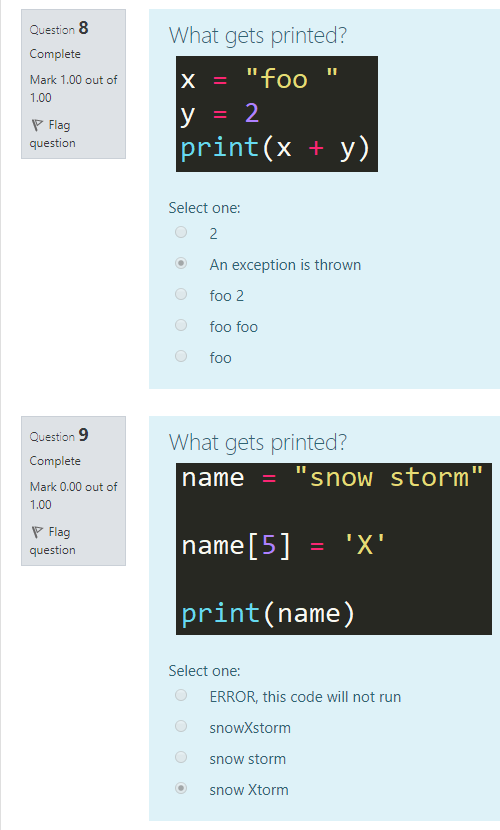 Question 8
Complete
Mark 1.00 out of
1.00
Flag
question
What gets printed?
x = "foo "
y = 2
print(x + y)
Select one:
2
An exception is thrown
foo 2
foo foo
foo
Question 9
Complete
Mark 0.00 out of
1.00
Flag
question
What gets printed?
name = "snow storm"
name[5] = 'X'
print(name)
Select one:
ERROR, this code will not run
snowXstorm
snow storm
snow Xtorm